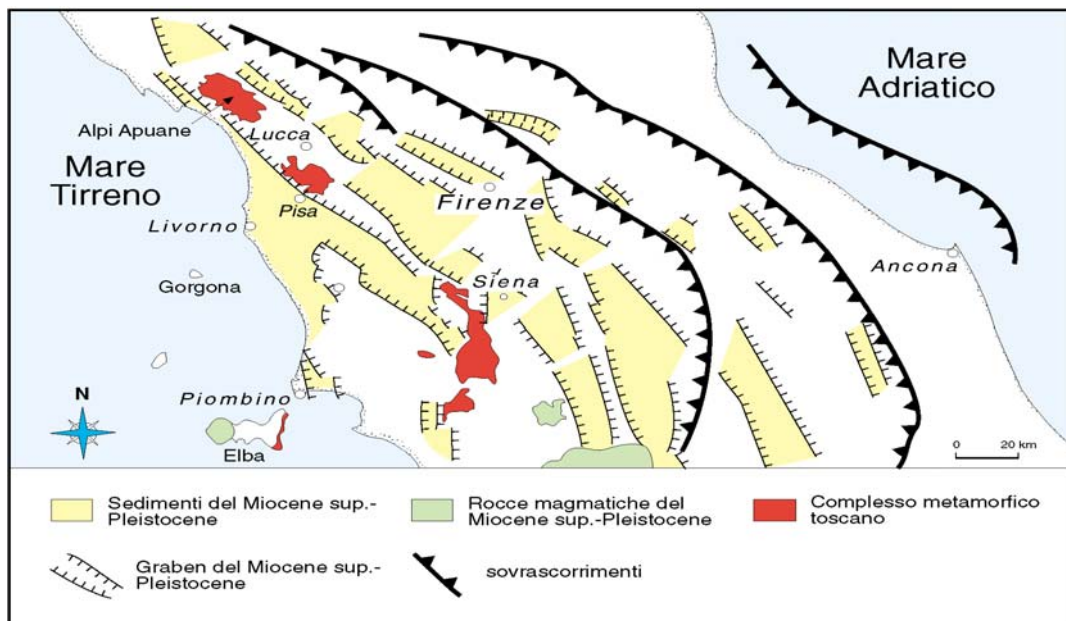 Mare
Adriatico
Alpi Apuane
Lucca
Mare
Tirreno
Pisa
Firenze
Livorno
Ancona
Siena
Gorgona
Piombino
N
Elba
0 20 km
Sedimenti del Miocene sup.-
Pleistocene
Rocce magmatiche del
Miocene sup.-Pleistocene
Complesso metamorfico
toscano
Graben del Miocene sup.-
Pleistocene
sovrascorrimenti